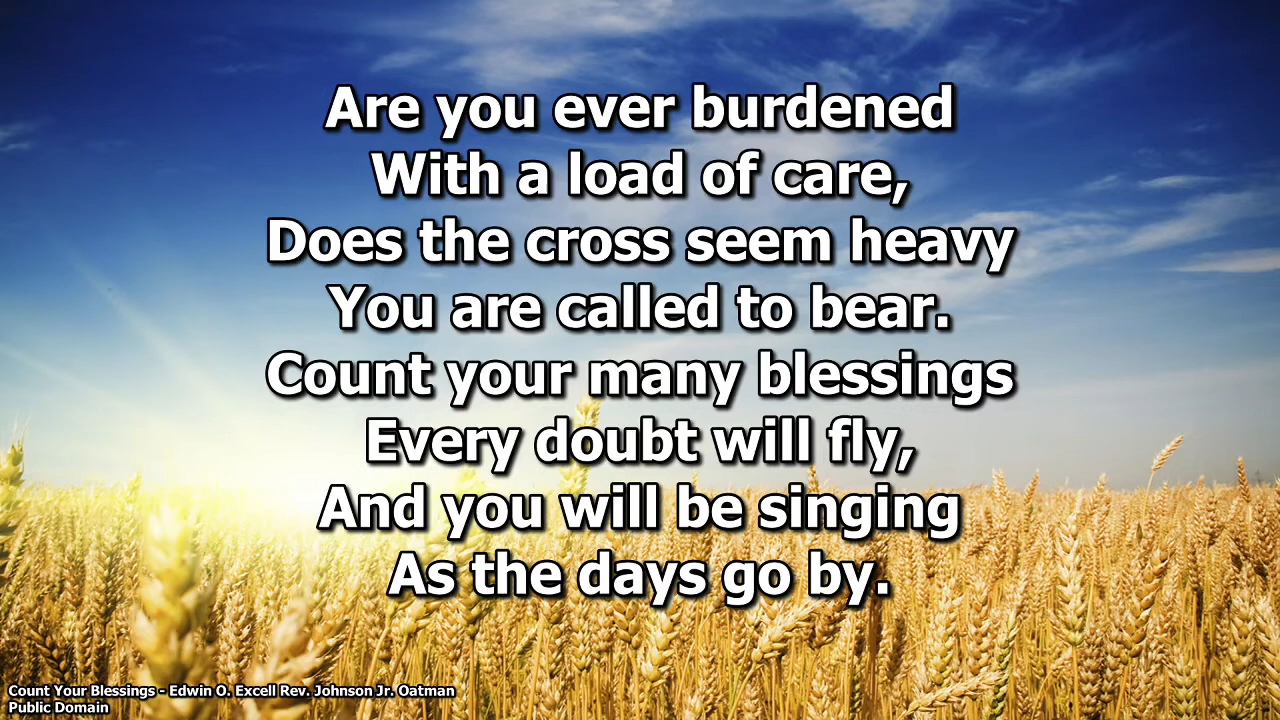 Are you ever burdened
With a load of care,
Does the cross seem heavy
You are called to bear.
Count your many blessings
Every doubt will fly,
And you will be singing
As the days go by.
Count Your Blessings - Edwin O. Excell Rev. Johnson Jr. Oatman
Public Domain